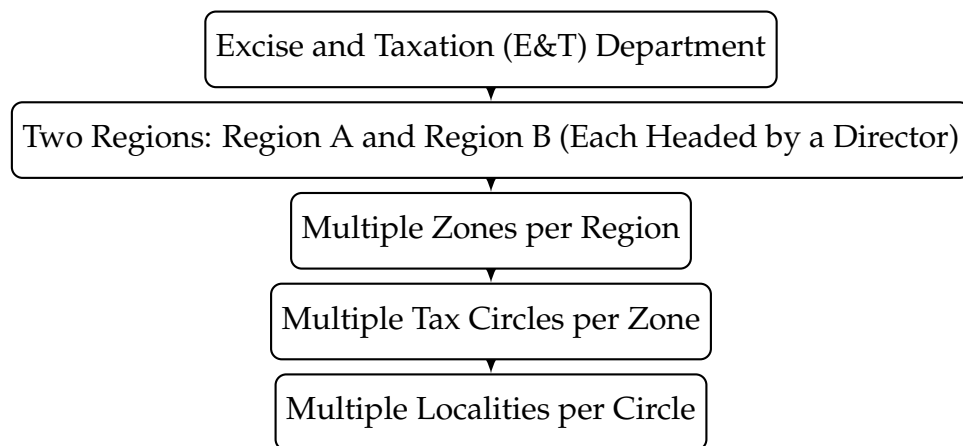 Excise and Taxation (E&T) Department
Two Regions: Region A and Region B (Each Headed by a Director)
Multiple Zones per Region
Multiple Tax Circles per Zone
Multiple Localities per Circle